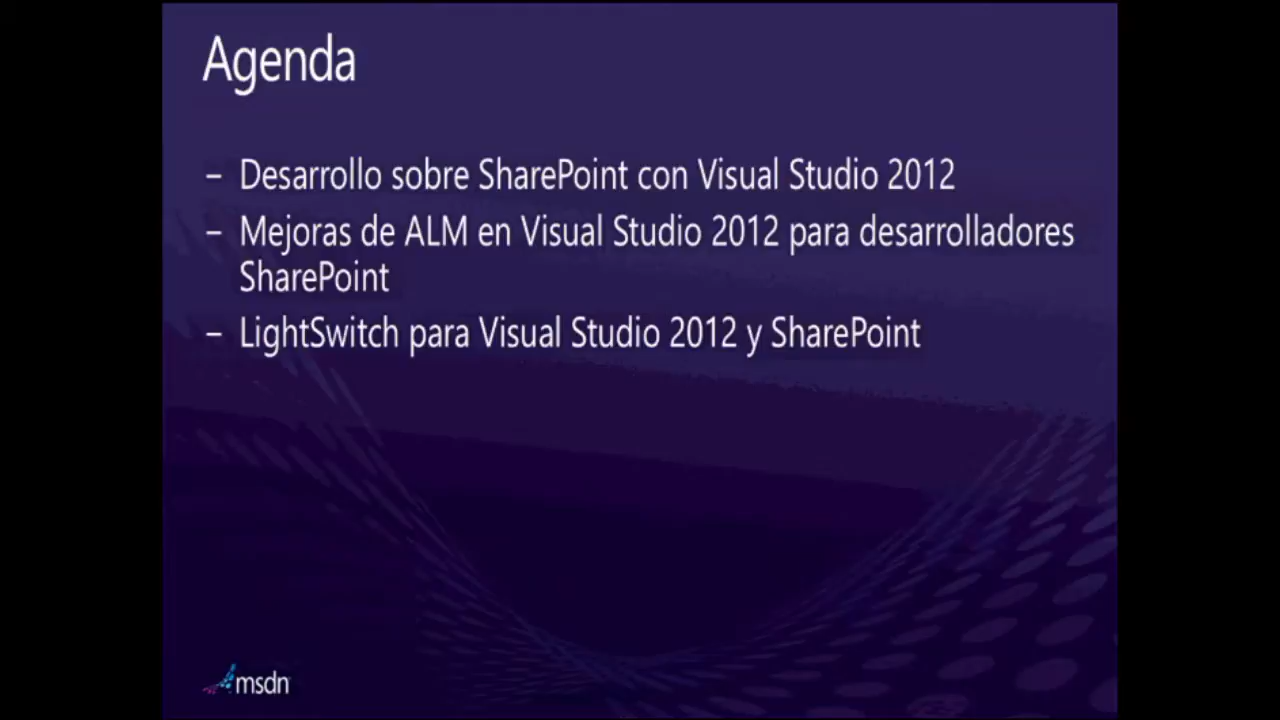 Agenda
– Desarrollo sobre SharePoint con Visual Studio 2012
– Mejoras de ALM en Visual Studio 2012 para desarrolladores
SharePoint
– LightSwitch para Visual Studio 2012 y SharePoint
msdn